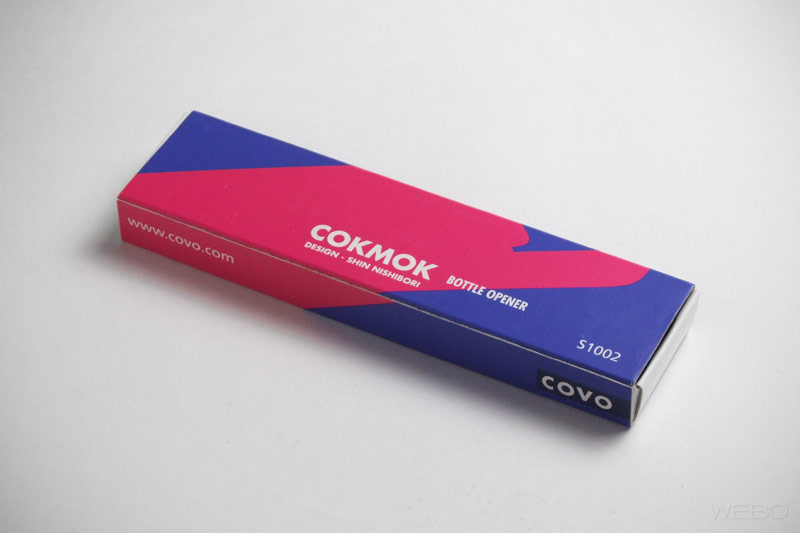 COKMOK
DESIGN - SHIN NISHIBORI
BOTTLE OPENER
S1002
www.covo.com
COVO
WEBO